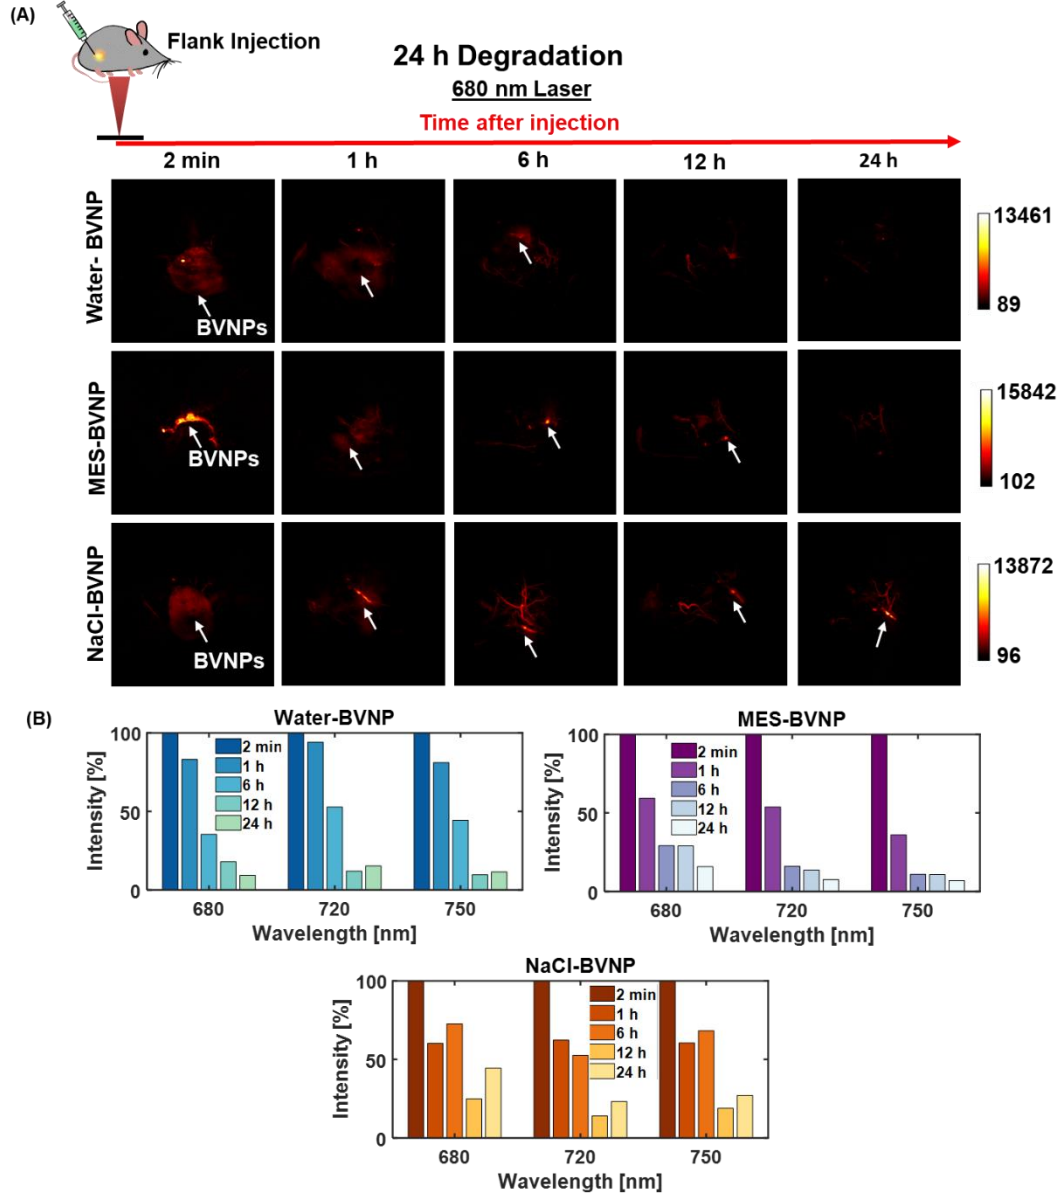 (A)
Flank Injection
24 h Degradation
680 nm Laser
Time after injection
2 min 1 h 6 h 12 h 24 h
Water- BVNP
BVNPs
13461
89
MES-BVNP
BVNPs
15842
102
NaCl-BVNP
BVNPs
13872
96
(B)
Water-BVNP
Intensity [%]
100
50
0
2 min
1 h
6 h
12 h
24 h
680 720 750
Wavelength [nm]
MES-BVNP
Intensity [%]
100
50
0
2 min
1 h
6 h
12 h
24 h
680 720 750
Wavelength [nm]
NaCl-BVNP
Intensity [%]
100
50
0
2 min
1 h
6 h
12 h
24 h
680 720 750
Wavelength [nm]